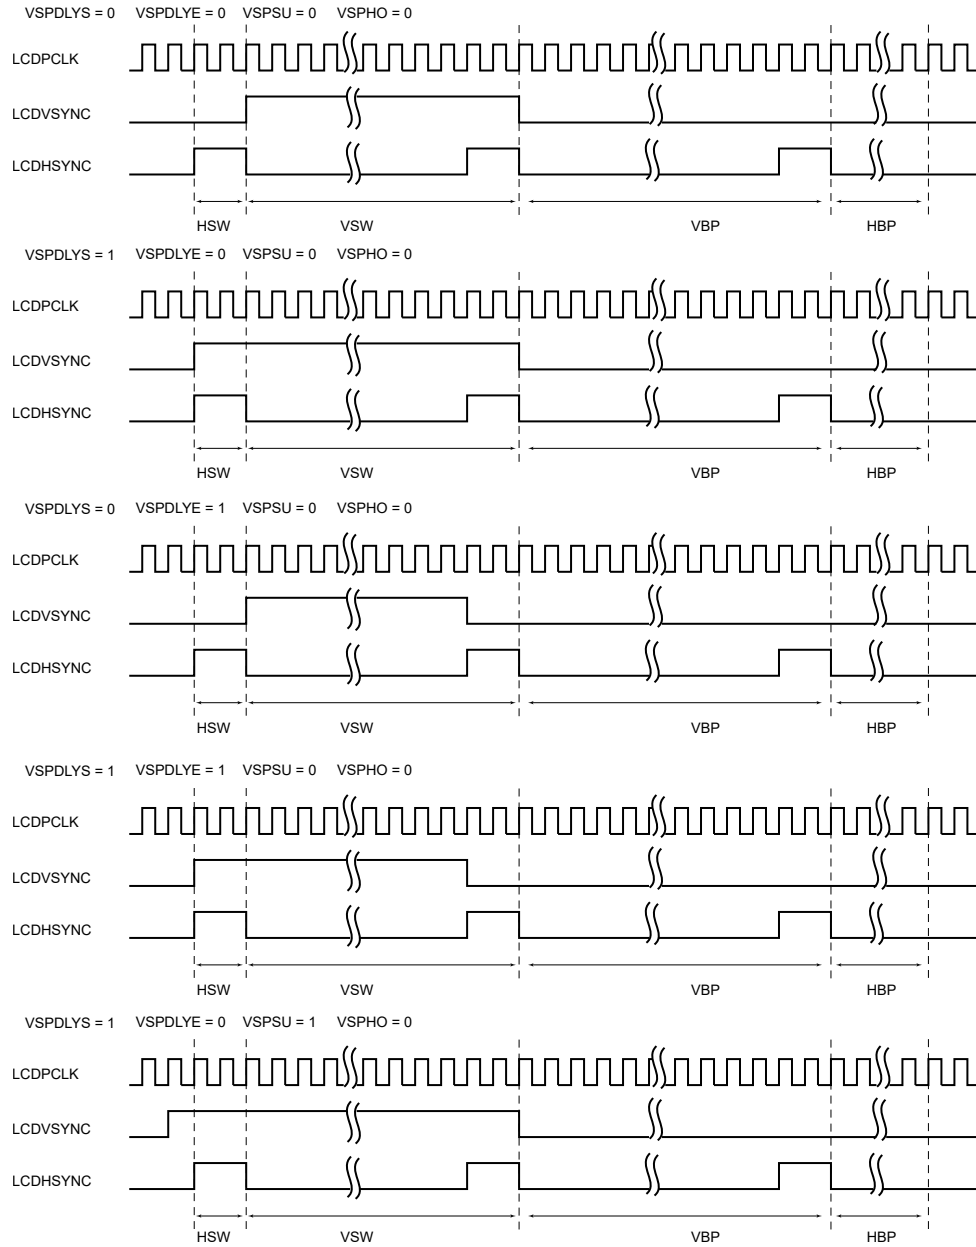 VSPDLYS = 0 VSPDLYE = 0 VSPSU = 0 VSPHO = 0
LCDPCLK
LCDVSYNC
LCDHSYNC
HSW VSW VBP HBP
VSPDLYS = 1 VSPDLYE = 0 VSPSU = 0 VSPHO = 0
LCDPCLK
LCDVSYNC
LCDHSYNC
HSW VSW VBP HBP
VSPDLYS = 0 VSPDLYE = 1 VSPSU = 0 VSPHO = 0
LCDPCLK
LCDVSYNC
LCDHSYNC
HSW VSW VBP HBP
VSPDLYS = 1 VSPDLYE = 1 VSPSU = 0 VSPHO = 0
LCDPCLK
LCDVSYNC
LCDHSYNC
HSW VSW VBP HBP
VSPDLYS = 1 VSPDLYE = 0 VSPSU = 1 VSPHO = 0
LCDPCLK
LCDVSYNC
LCDHSYNC
HSW VSW VBP HBP